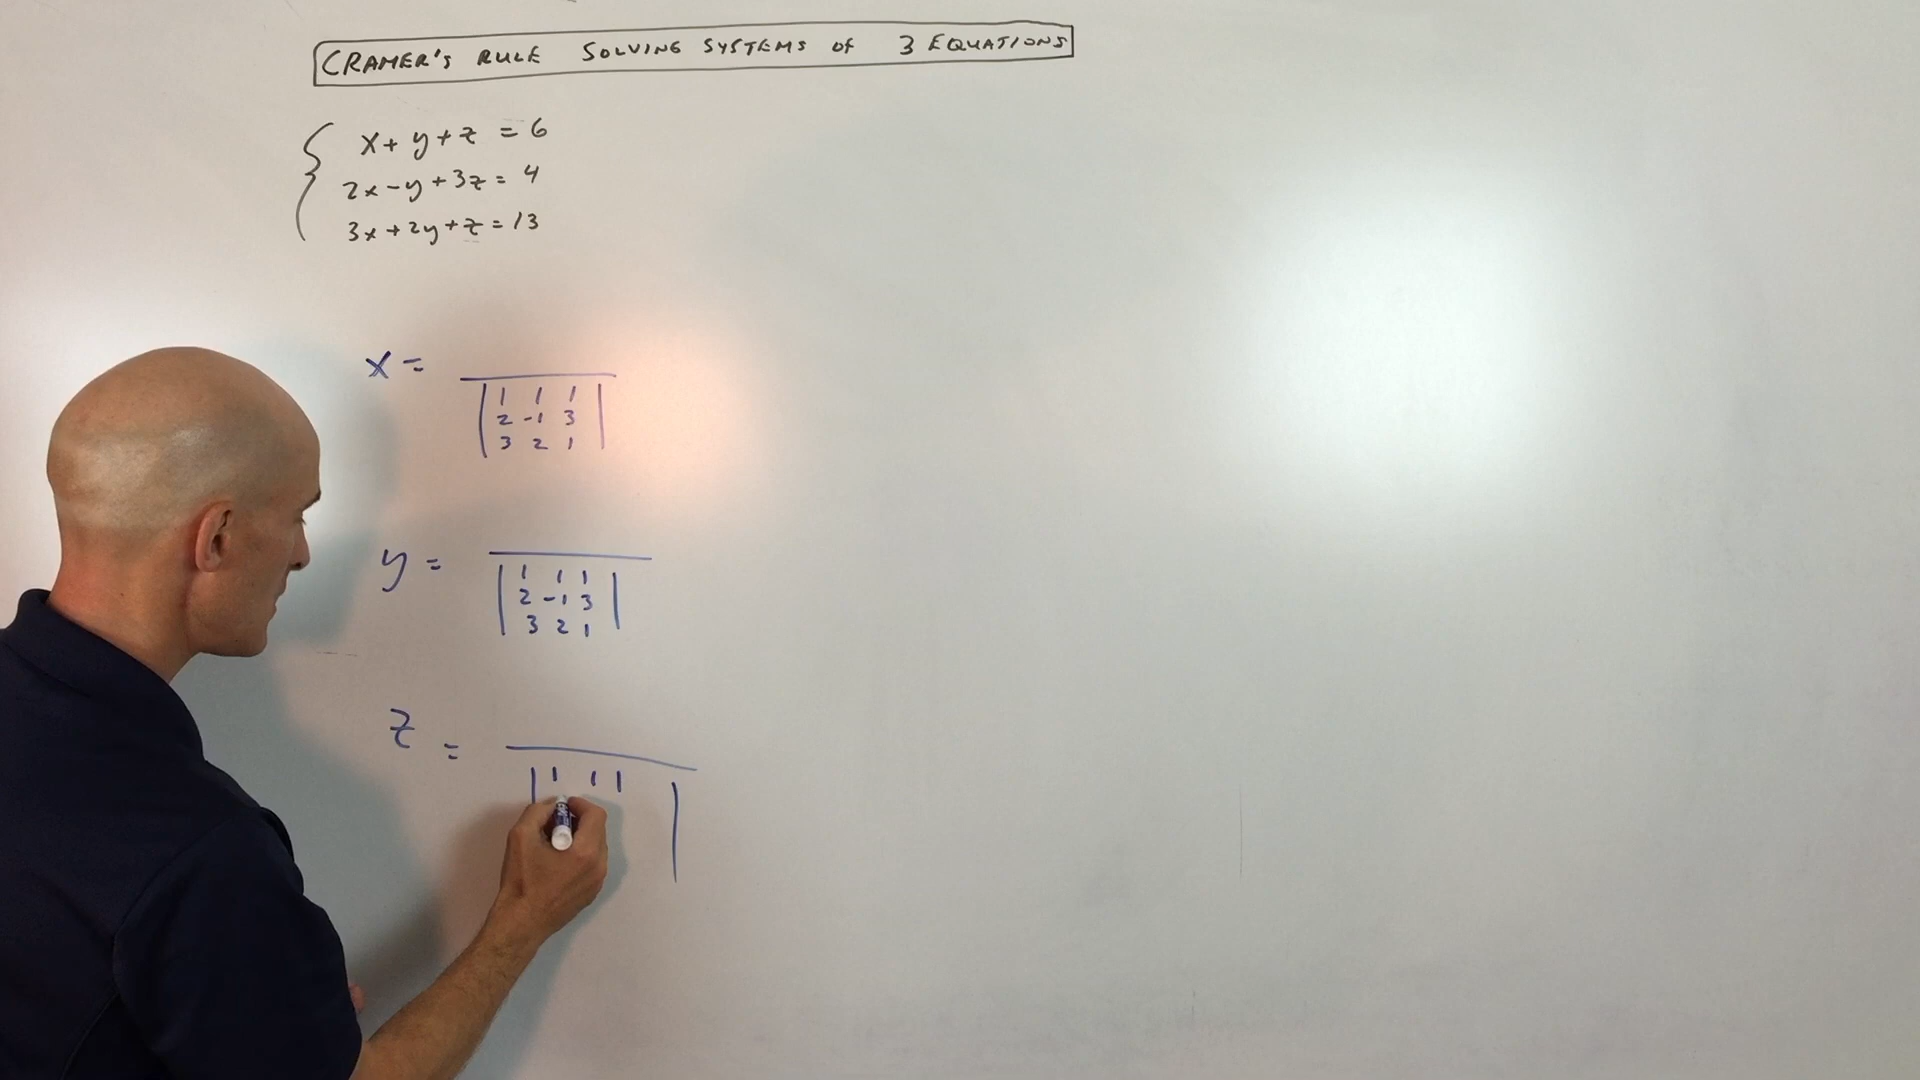 CRAMER'S RULE SOLVING SYSTEMS OF 3 EQUATIONS
x + y + z = 6
2x - y + 3z = 4
3x + 2y + z = 13
x =
1 1 1
2 -1 3
3 2 1
y =
1 1 1
2 -1 3
3 2 1
z =
1 1 1